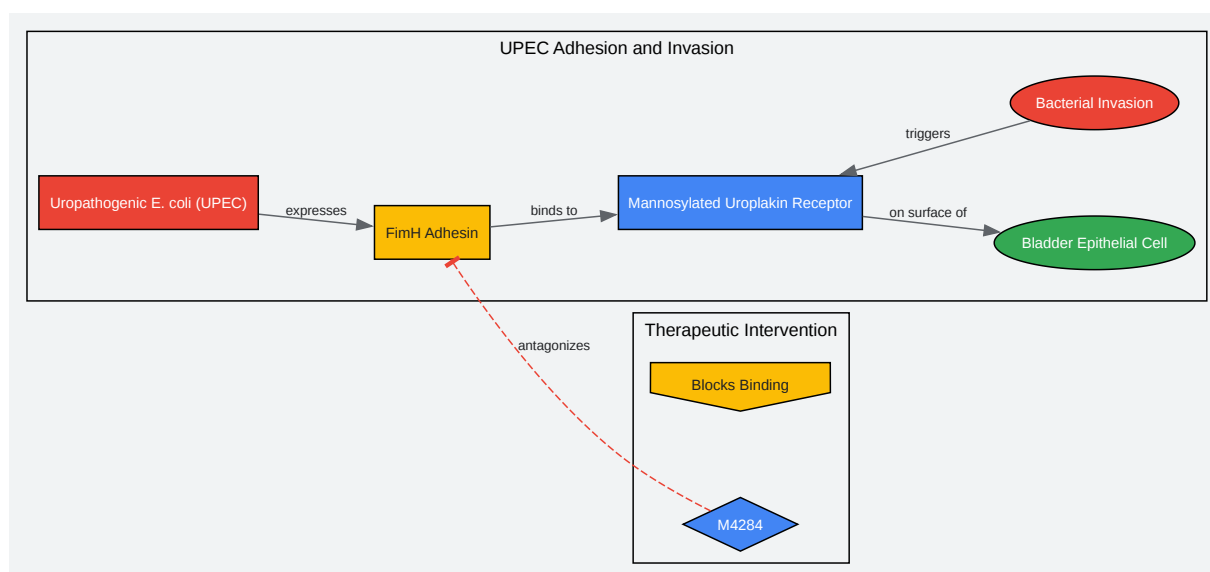 UPEC Adhesion and Invasion
Bacterial Invasion
triggers
Uropathogenic E. coli (UPEC)
expresses
FimH Adhesin
binds to
Mannosylated Uroplakin Receptor
on surface of
Bladder Epithelial Cell
antagonizes
Therapeutic Intervention
Blocks Binding
M4284